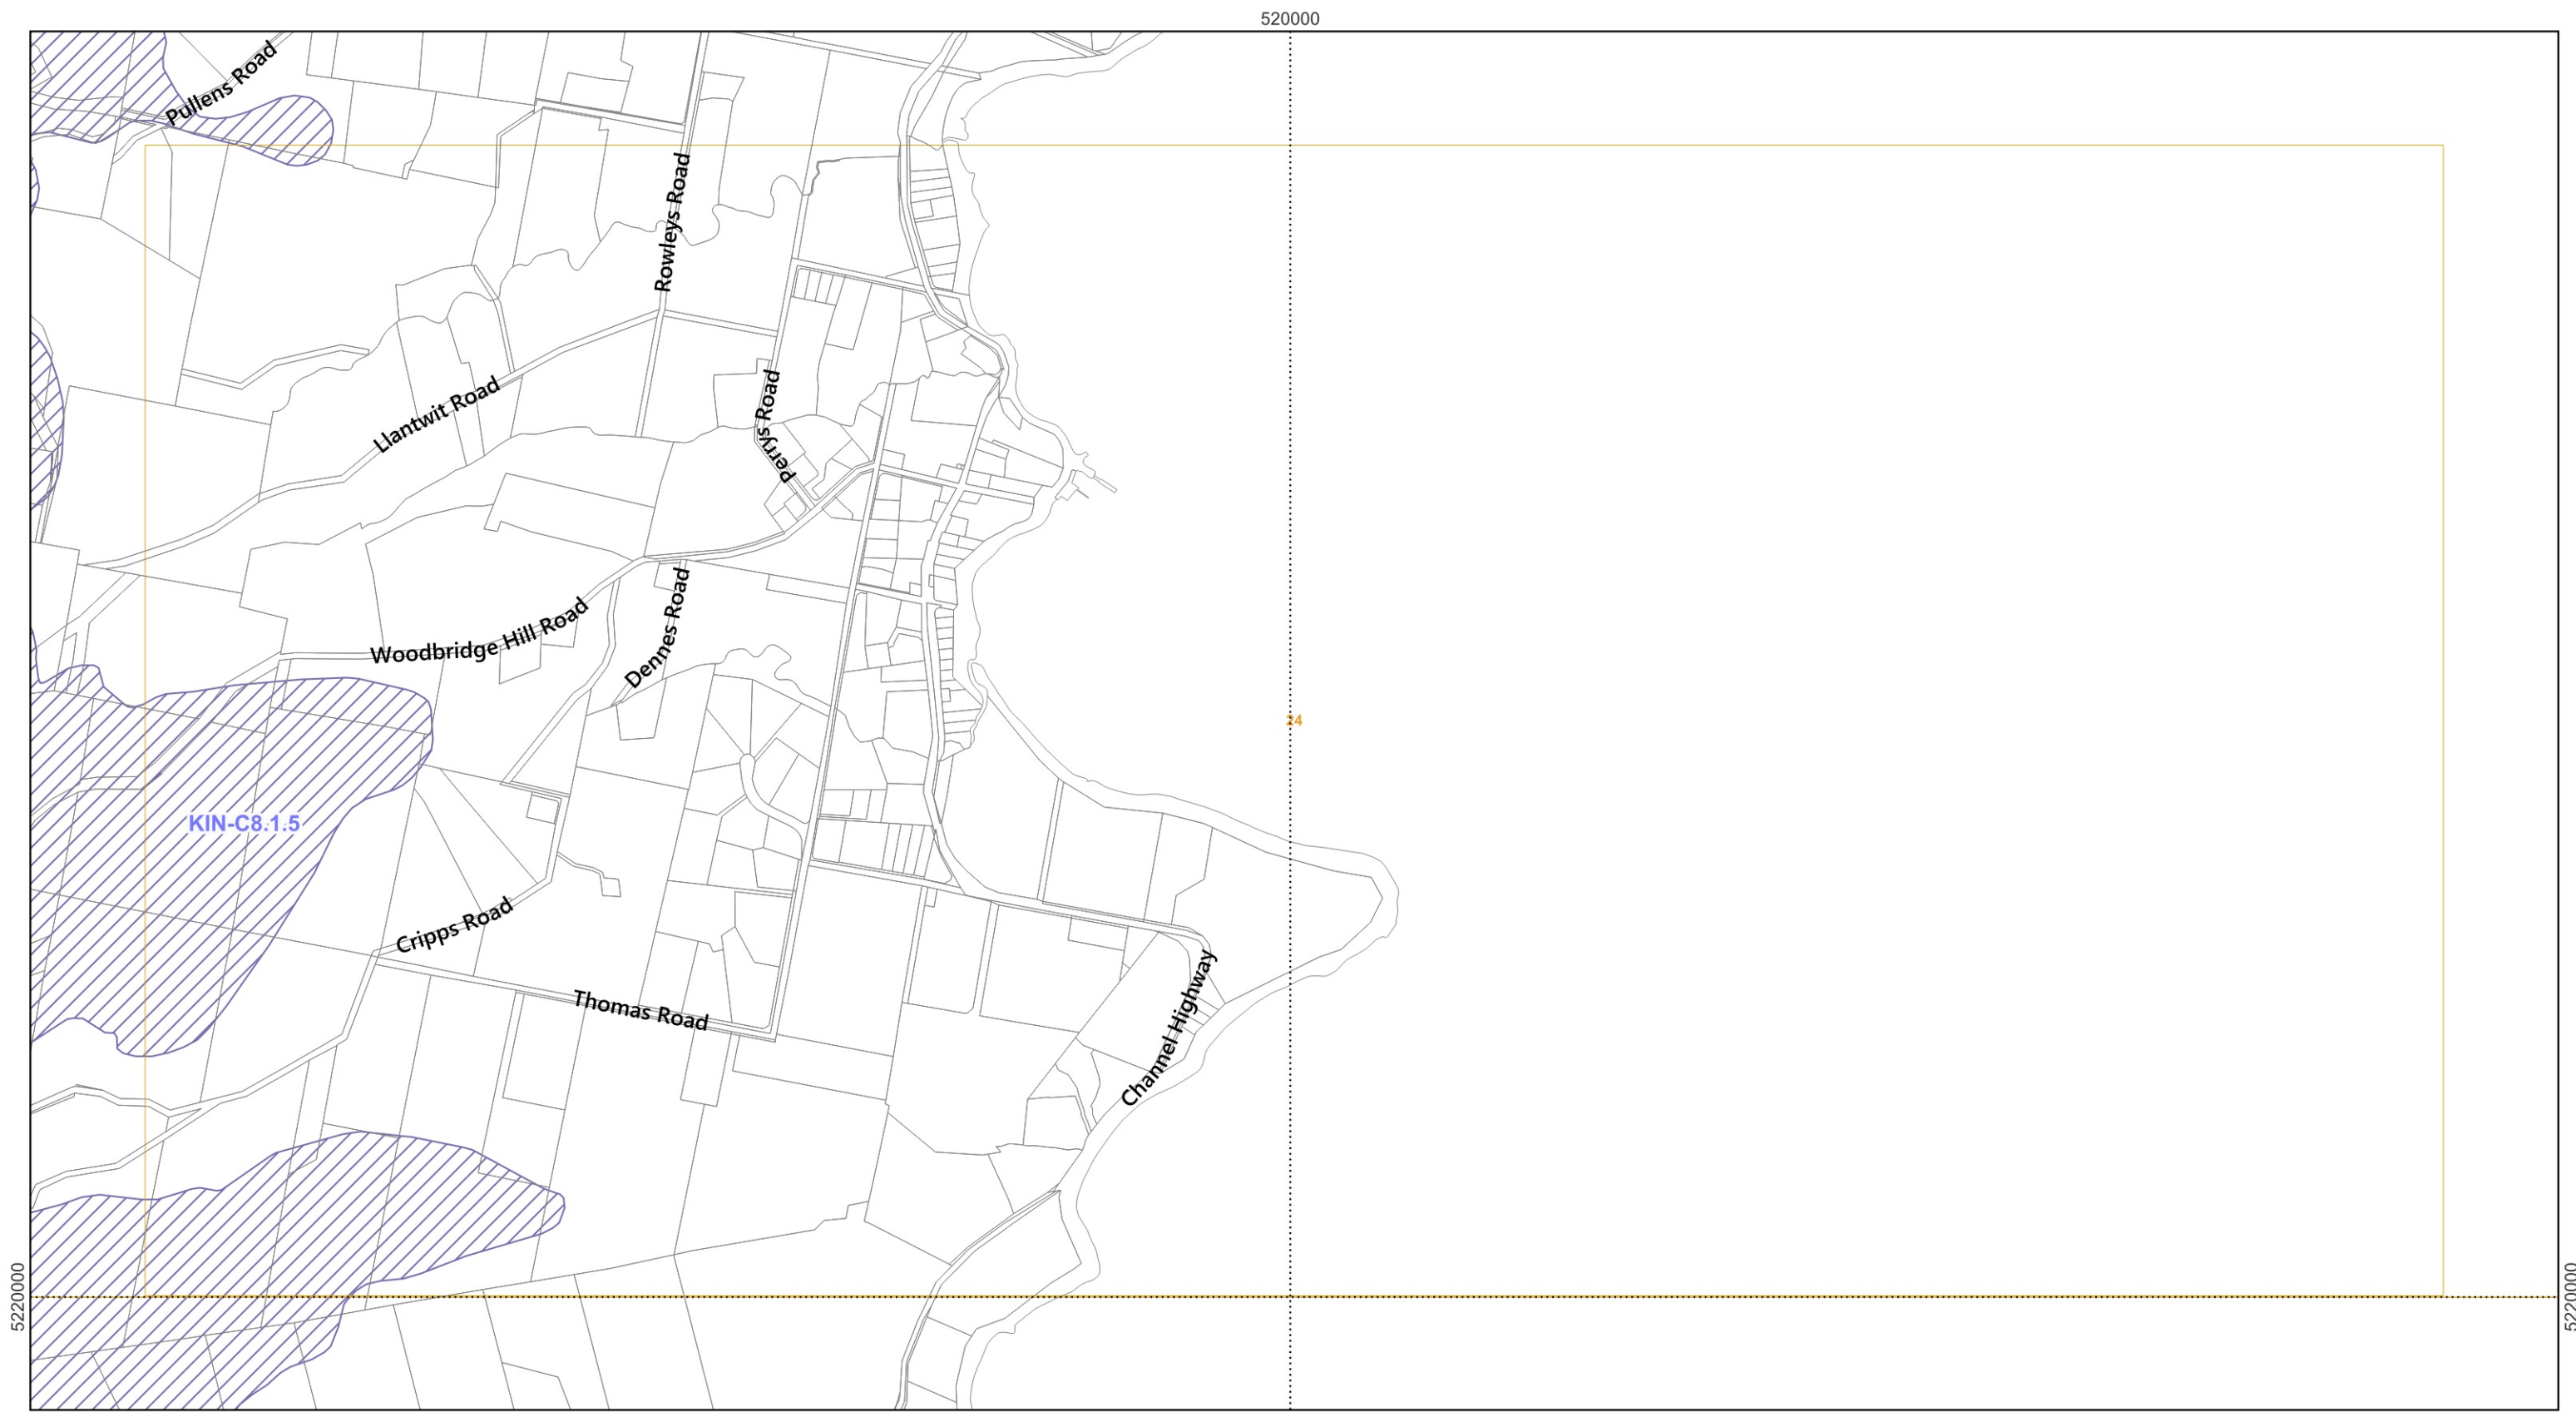 520000
Pullens Road
Rowleys Road
Llantwit Road
Perrys Road
Woodbridge Hill Road
Dennes Road
24
KIN-C8.1.5
Cripps Road
Thomas Road
Channel Highway
5220000
5220000